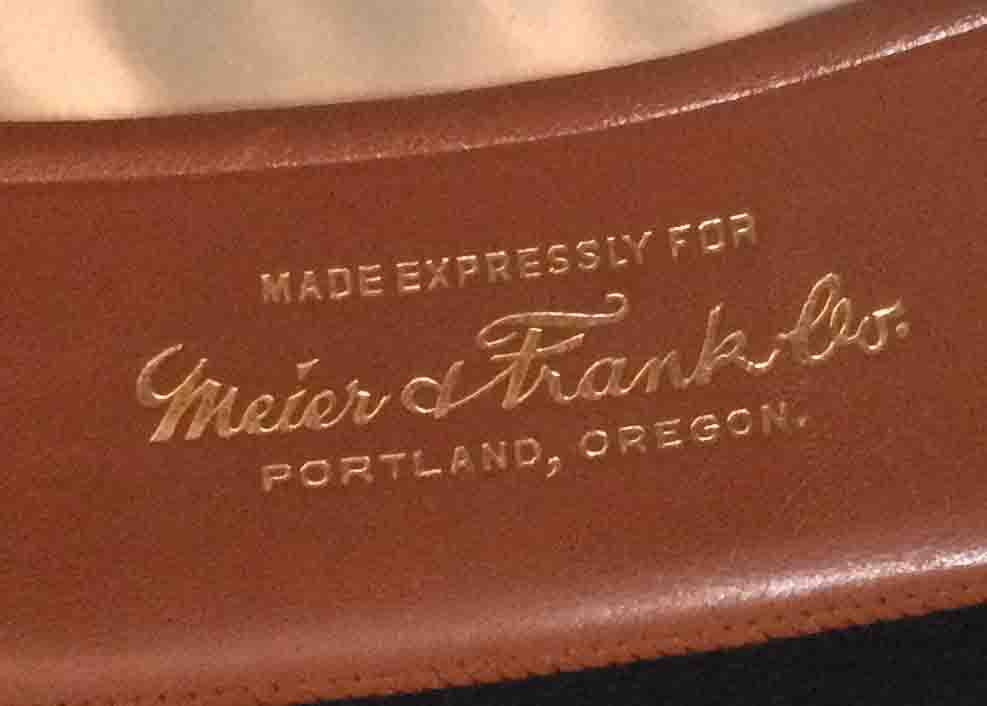 MADE EXPRESSLY FOR
Meier & Frank Co.
PORTLAND, OREGON.